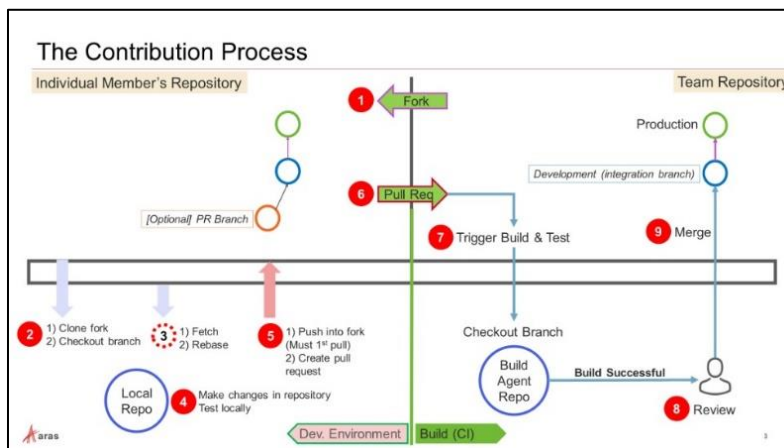 The Contribution Process
Individual Member's Repository
Team Repository
1
Fork
Production
Development (integration branch)
6
Pull Req
[Optional] PR Branch
7
Trigger Build & Test
9
Merge
2
1) Clone fork
2) Checkout branch
3
1) Fetch
2) Rebase
5
1) Push into fork
(Must 1st pull)
2) Create pull
request
Checkout Branch
Local
Repo
4
Make changes in repository
Test locally
Build
Agent
Repo
Build Successful
8
Review
aras
Dev. Environment
Build (CI)
3